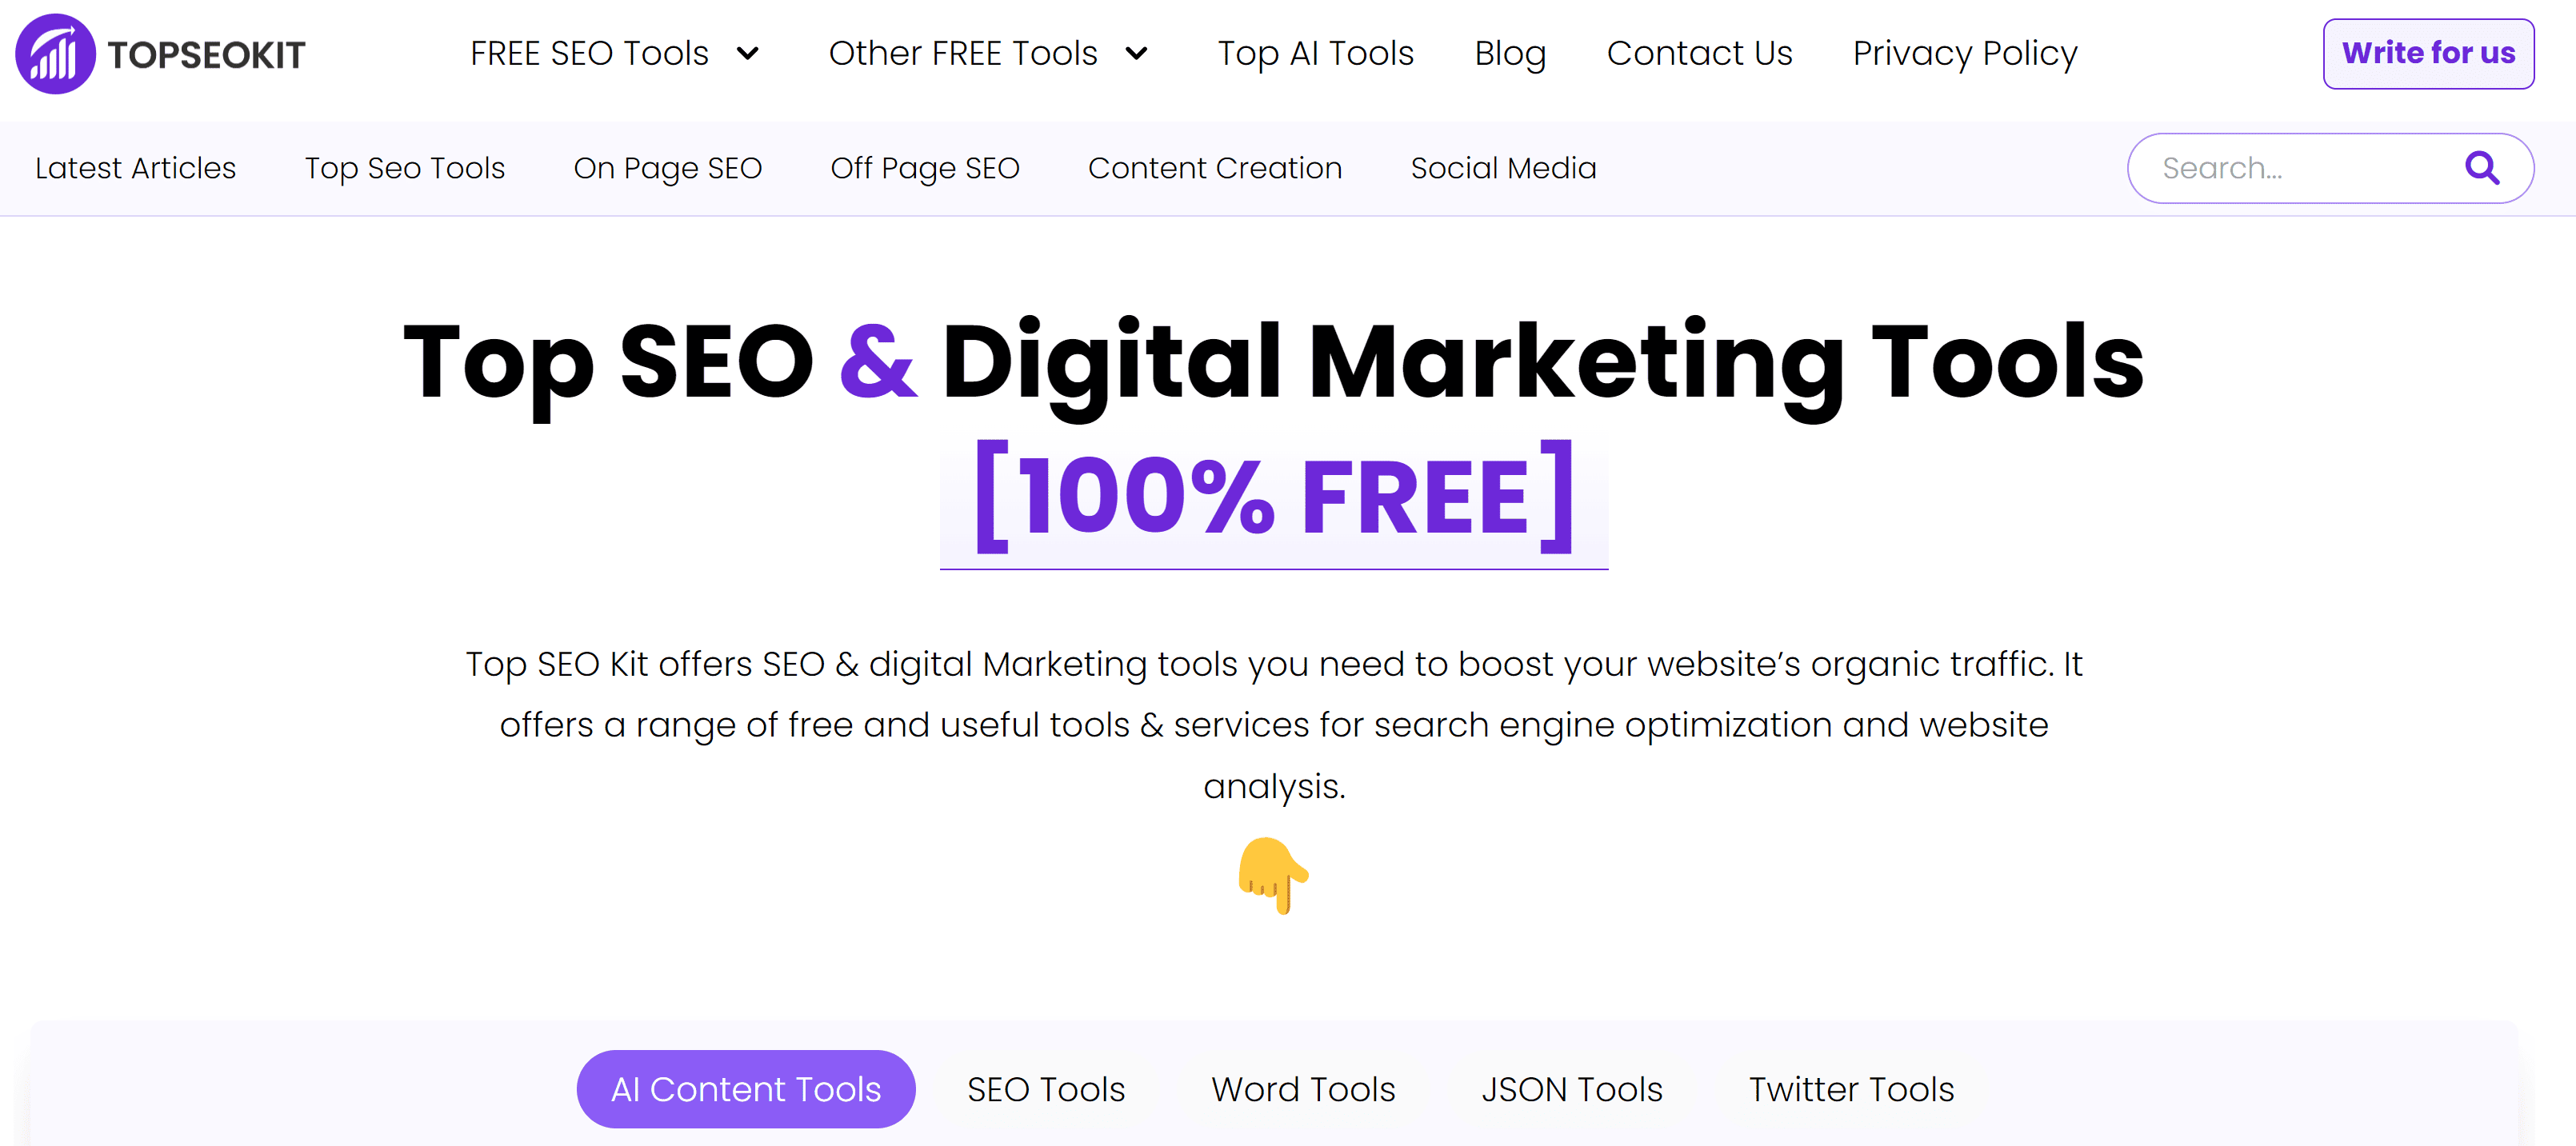 TOPSEOKIT
FREE SEO Tools
Other FREE Tools
Top AI Tools
Blog
Contact Us
Privacy Policy
Write for us
Latest Articles
Top Seo Tools
On Page SEO
Off Page SEO
Content Creation
Social Media
Search...
Top SEO & Digital Marketing Tools
[100% FREE]
Top SEO Kit offers SEO & digital Marketing tools you need to boost your website’s organic traffic. It
offers a range of free and useful tools & services for search engine optimization and website
analysis.
AI Content Tools
SEO Tools
Word Tools
JSON Tools
Twitter Tools